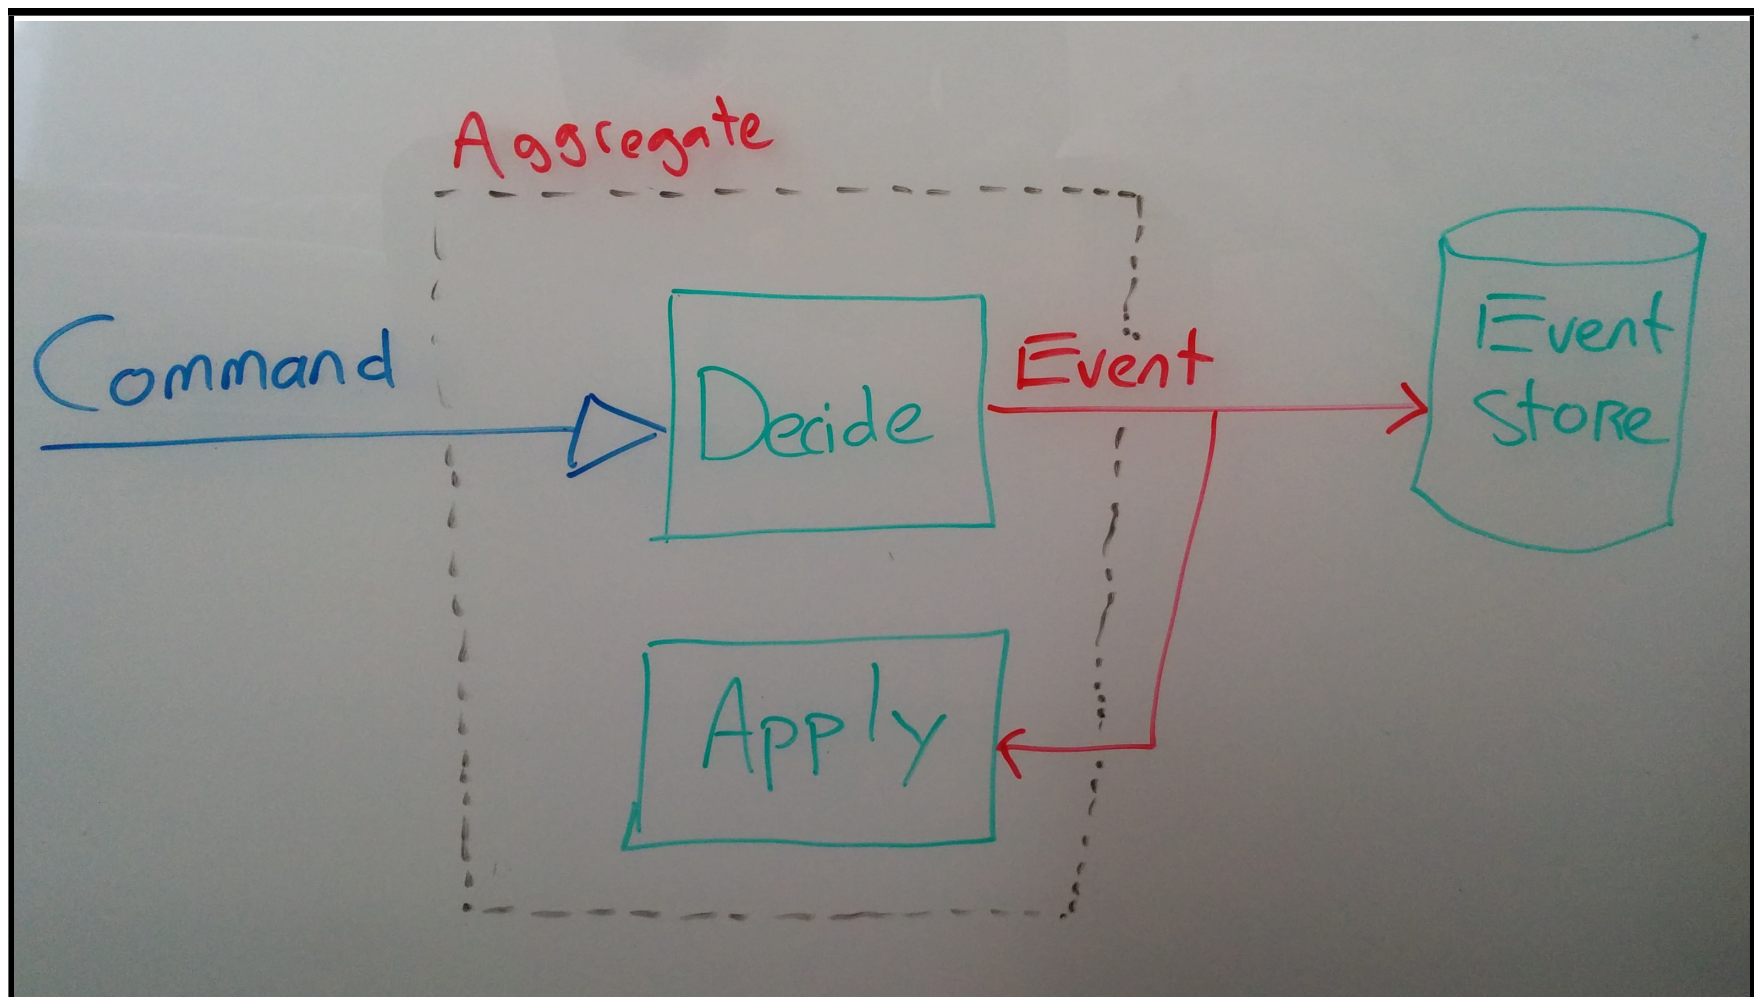 Aggregate
Command
Decide
Event
Event
Store
Apply